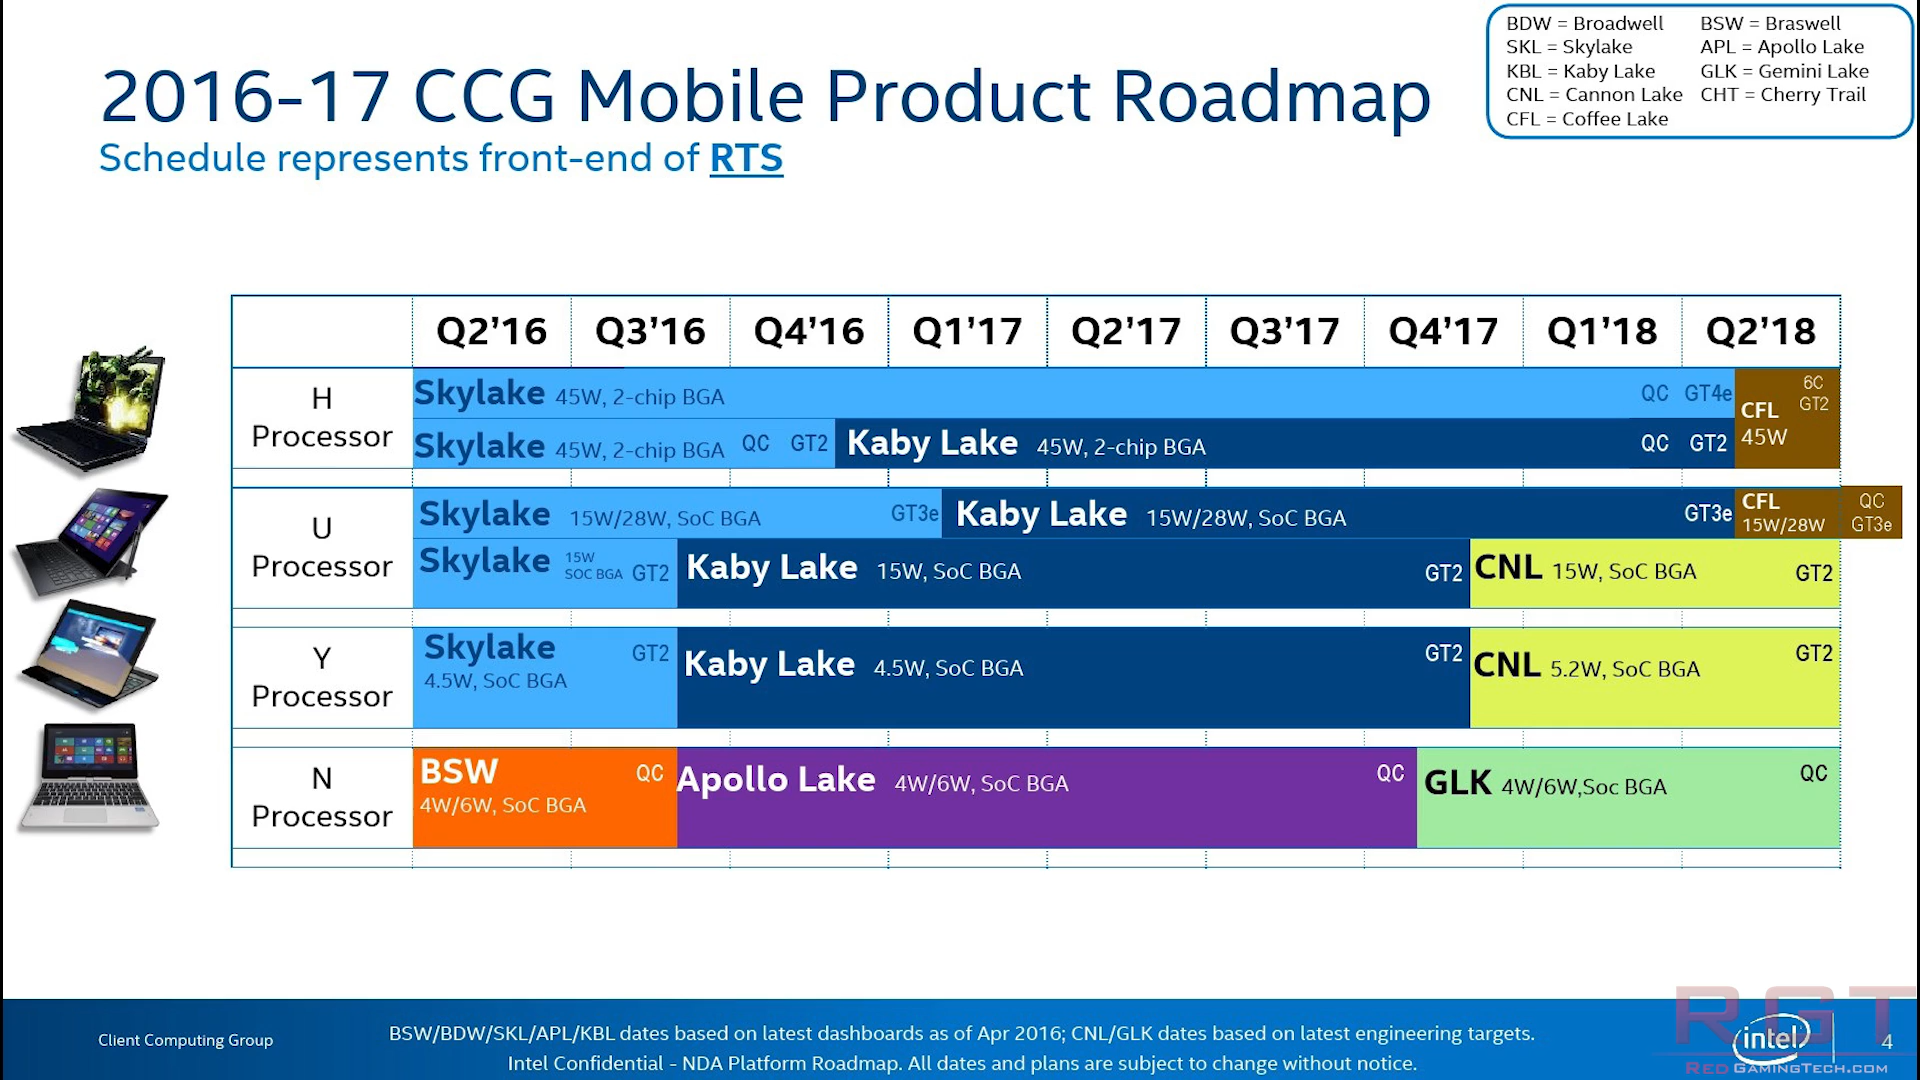 BDW = Broadwell BSW = Braswell
SKL = Skylake APL = Apollo Lake
KBL = Kaby Lake GLK = Gemini Lake
CNL = Cannon Lake CHT = Cherry Trail
CFL = Coffee Lake
2016-17 CCG Mobile Product Roadmap
Schedule represents front-end of RTS
Q2’16 Q3’16 Q4’16 Q1’17 Q2’17 Q3’17 Q4’17 Q1’18 Q2’18
H
Processor
Skylake 45W, 2-chip BGA QC GT4e
Skylake 45W, 2-chip BGA QC GT2 Kaby Lake 45W, 2-chip BGA QC GT2
CFL
45W
6C
GT2
U
Processor
Skylake 15W/28W, SoC BGA GT3e Kaby Lake 15W/28W, SoC BGA GT3e
CFL
15W/28W
QC
GT3e
Skylake 15W
SOC BGA GT2 Kaby Lake 15W, SoC BGA GT2 CNL 15W, SoC BGA GT2
Y
Processor
Skylake GT2
4.5W, SoC BGA
Kaby Lake 4.5W, SoC BGA GT2
CNL 5.2W, SoC BGA GT2
N
Processor
BSW QC
4W/6W, SoC BGA
Apollo Lake 4W/6W, SoC BGA QC
GLK 4W/6W,Soc BGA QC
Client Computing Group
BSW/BDW/SKL/APL/KBL dates based on latest dashboards as of Apr 2016; CNL/GLK dates based on latest engineering targets.
Intel Confidential - NDA Platform Roadmap. All dates and plans are subject to change without notice.
RGT
intel
4
RedGamingTech.com